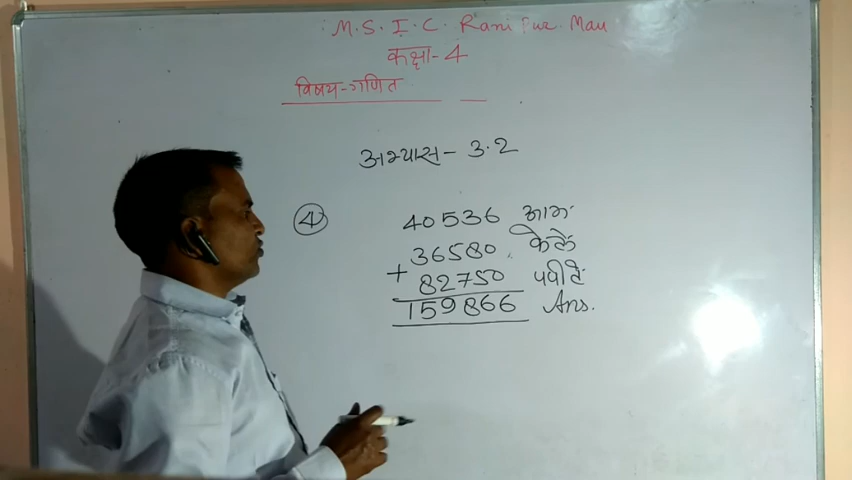 M.S.I.C. Rani Pur Mau
कक्षा-4
विषय-गणित
अभ्यास- 3.2
④ 40536 आम
36580 केले
+ 82750 पपीते
159866 Ans.